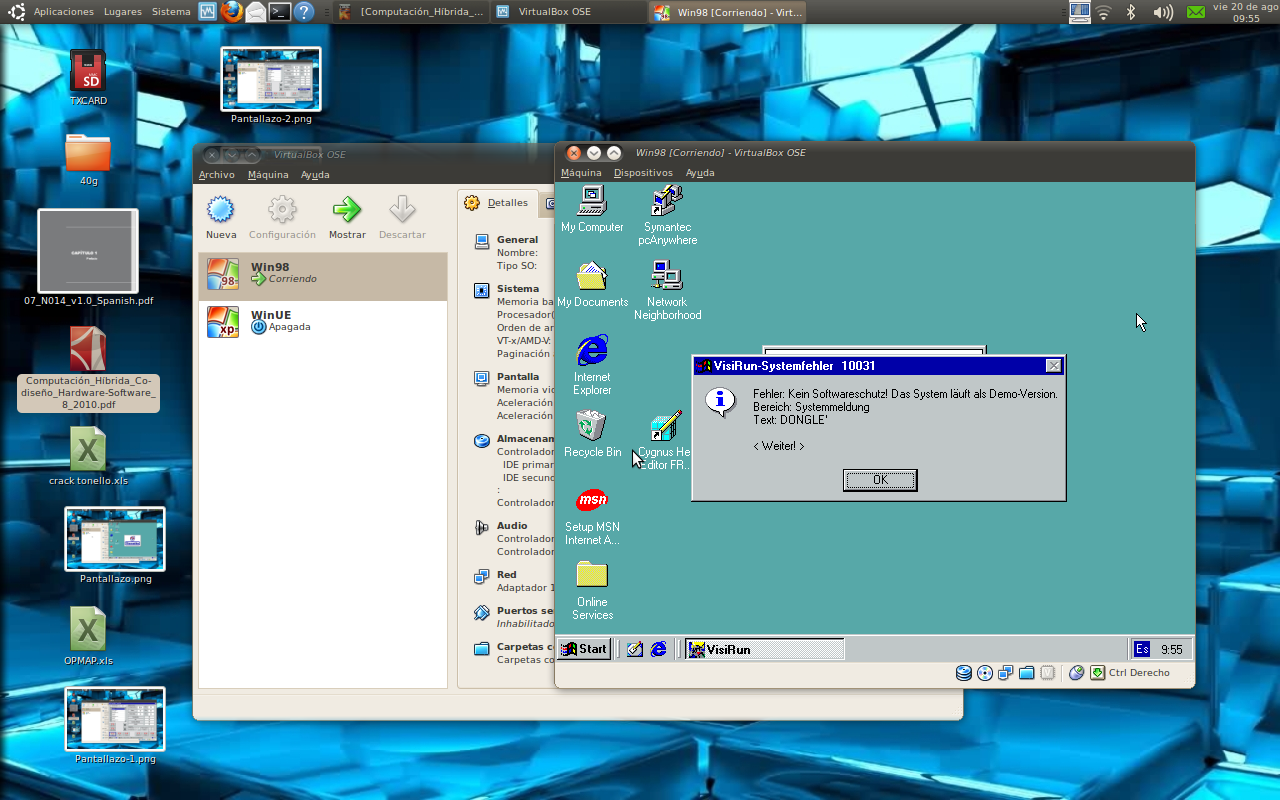 Aplicaciones Lugares Sistema
[Computación_Híbrida_...
VirtualBox OSE
Win98 [Corriendo] - Virt...
vie 20 de ago
09:55
TXCARD
40g
07_N014_v1.0_Spanish.pdf
Computación_Híbrida_Co-
diseño_Hardware-Software_
8_2010.pdf
crack tonello.xls
Pantallazo.png
OPMAP.xls
Pantallazo-1.png
Pantallazo-2.png
VirtualBox OSE
Archivo Máquina Ayuda
Nueva Configuración Mostrar Descartar
Win98
Corriendo
WinUE
Apagada
Detalles
General
Nombre:
Tipo SO:
Sistema
Memoria ba
Procesador(
Orden de ar
VT-x/AMD-V:
Paginación
Pantalla
Memoria vid
Aceleración
Aceleración
Almacenam
Controlador
IDE primar
IDE secund
:
Controlador
Audio
Controlador
Controlador
Red
Adaptador 1
Puertos se
Inhabilitado
Carpetas co
Carpetas co
Win98 [Corriendo] - VirtualBox OSE
Máquina Dispositivos Ayuda
My Computer
Symantec
pcAnywhere
My Documents
Network
Neighborhood
Internet
Explorer
Recycle Bin
Cygnus He
Editor FR..
msn
Setup MSN
Internet A...
Online
Services
VisiRun-Systemfehler 10031
Fehler: Kein Softwareschutz! Das System läuft als Demo-Version.
Bereich: Systemmeldung
Text: DONGLE'
< Weiter! >
OK
Start
VisiRun
Es
9:55
Ctrl Derecho